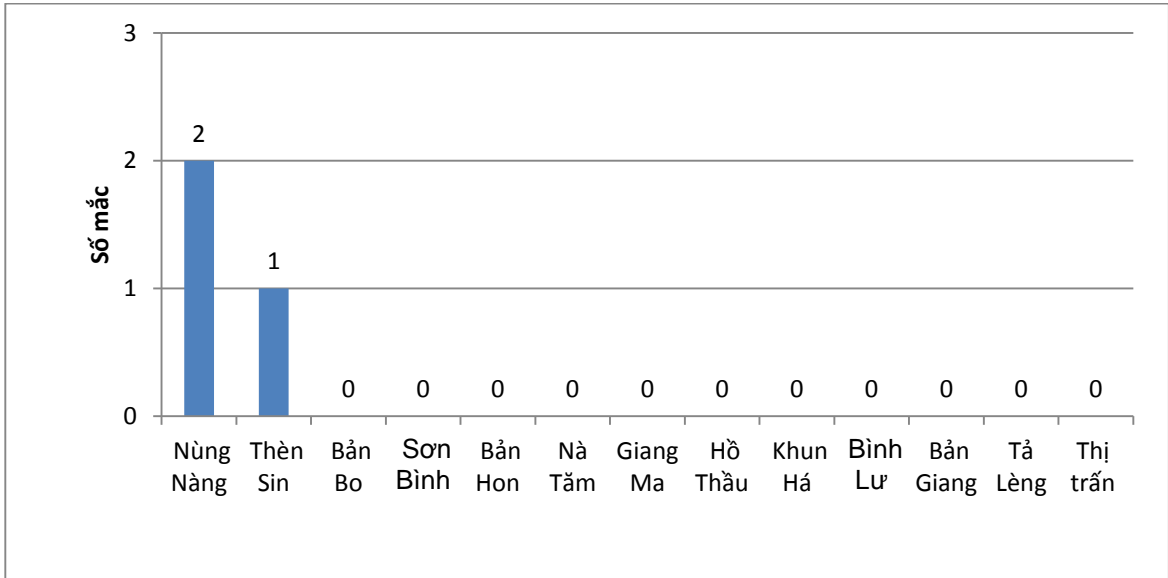 3
2
1
0
Số mắc
2
1
0
0
0
0
0
0
0
0
0
0
0
Nùng
Nàng
Thèn
Sin
Bản
Bo
Sơn
Bình
Bản
Hon
Nà
Tăm
Giang
Ma
Hồ
Thầu
Khun
Há
Bình
Lư
Bản
Giang
Tả
Lèng
Thị
trấn